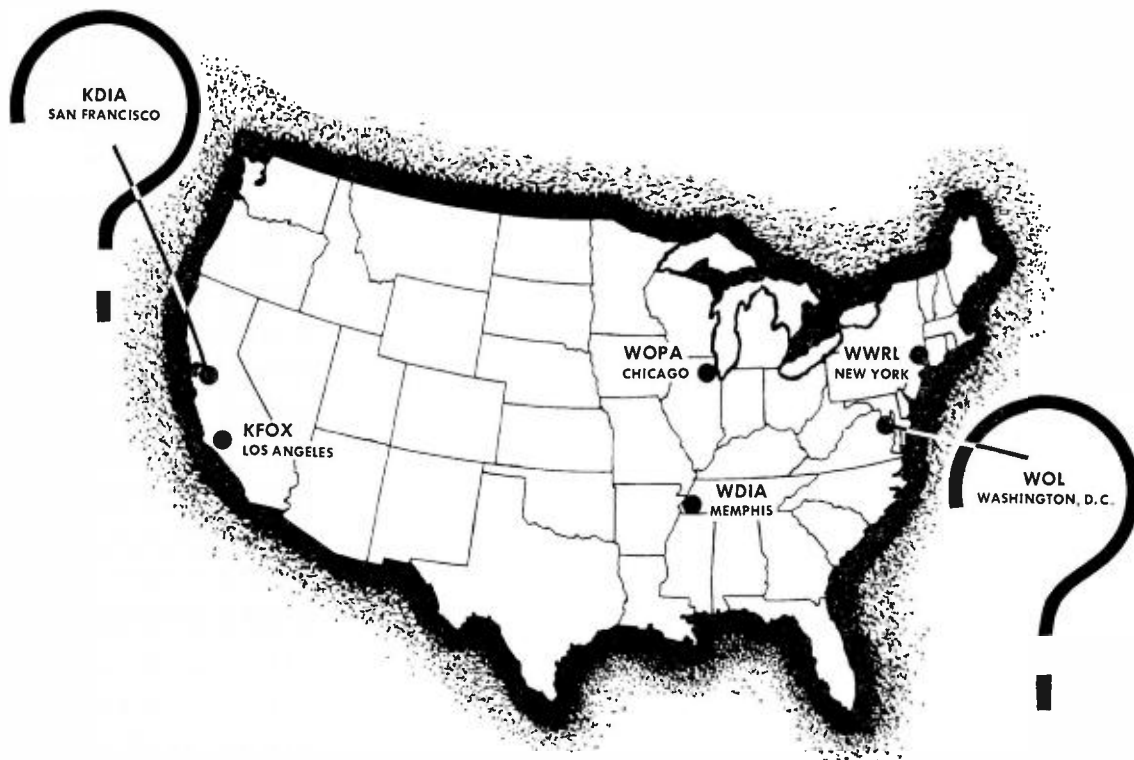 KDIA
SAN FRANCISCO
WOPA
CHICAGO
WWRL
NEW YORK
KFOX
LOS ANGELES
WDIA
MEMPHIS
WOL
WASHINGTON, D.C.